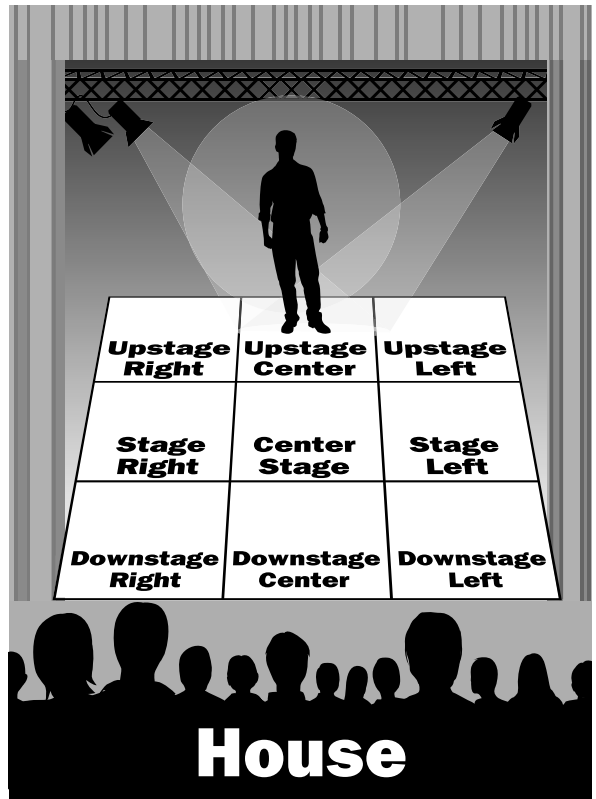 Upstage Right
Upstage Center
Upstage Left
Stage Right
Center Stage
Stage Left
Downstage Right
Downstage Center
Downstage Left
House